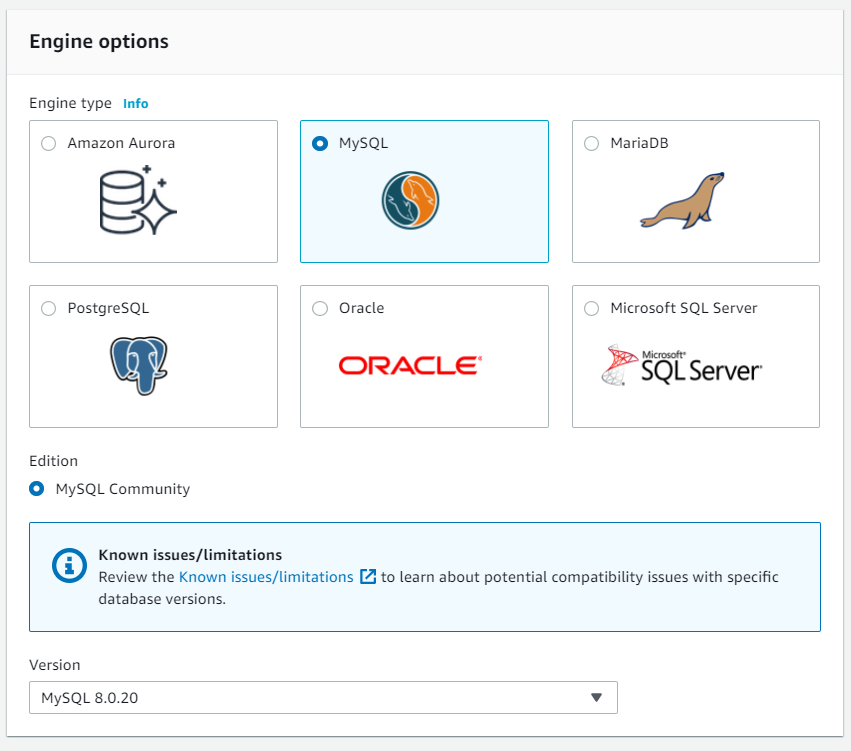 Engine options
Engine type Info
Amazon Aurora
MySQL
MariaDB
PostgreSQL
Oracle
ORACLE®
Microsoft SQL Server
Microsoft®
SQL Server®
Edition
MySQL Community
Known issues/limitations
Review the Known issues/limitations to learn about potential compatibility issues with specific
database versions.
Version
MySQL 8.0.20